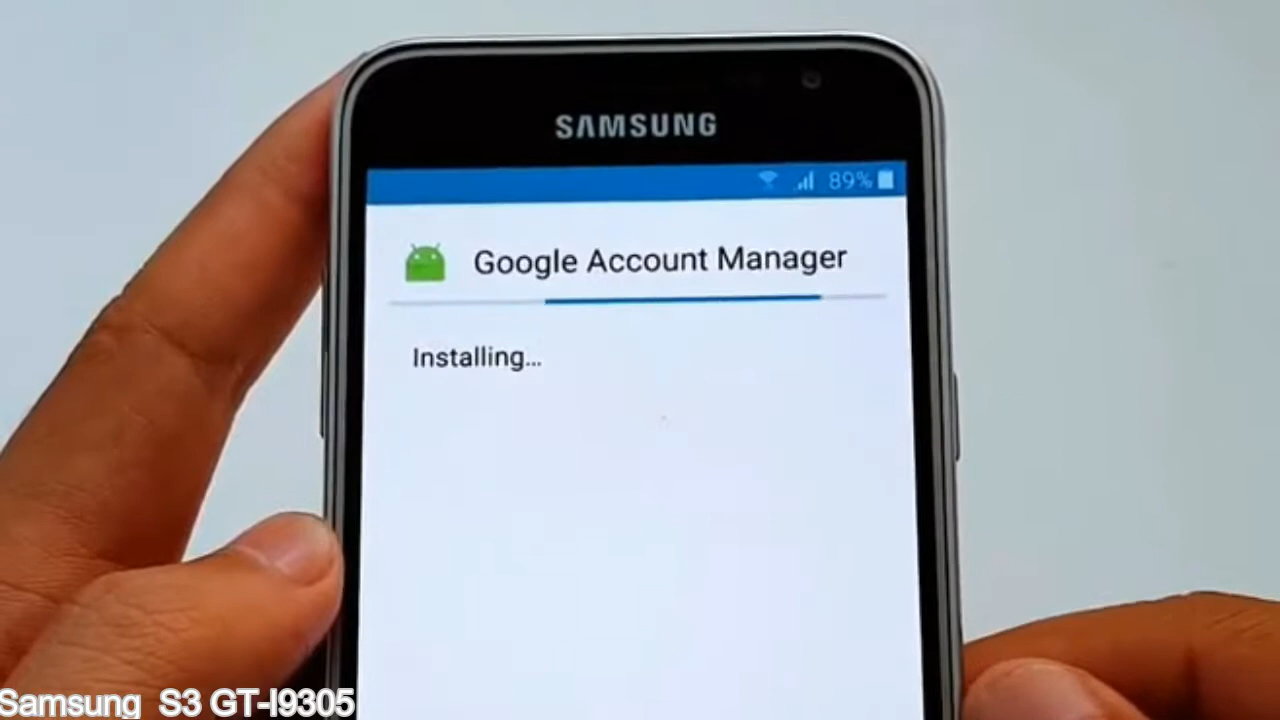 SAMSUNG
89%
Google Account Manager
Installing...
Samsung S3 GT-I9305